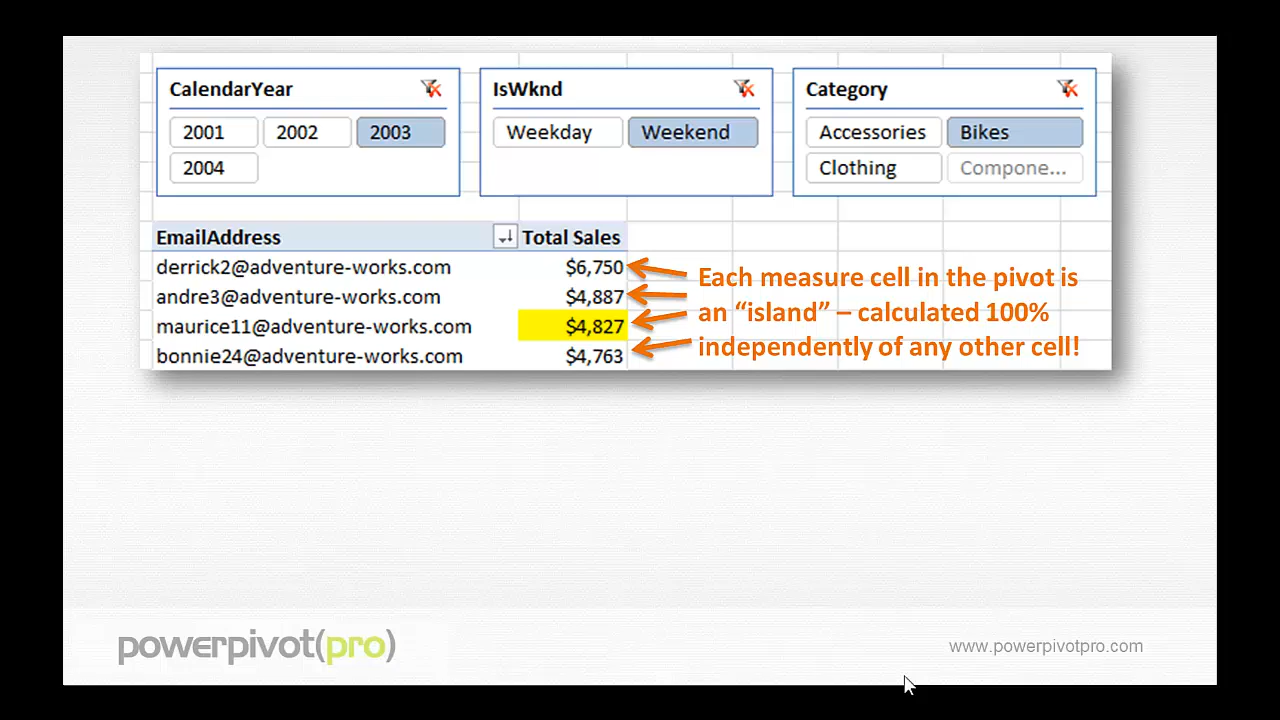 CalendarYear
2001 2002 2003
2004
IsWknd
Weekday Weekend
Category
Accessories Bikes
Clothing Compone...
EmailAddress Total Sales
derrick2@adventure-works.com $6,750
andre3@adventure-works.com $4,887
maurice11@adventure-works.com $4,827
bonnie24@adventure-works.com $4,763
Each measure cell in the pivot is
an “island” – calculated 100%
independently of any other cell!
powerpivot(pro)
www.powerpivotpro.com